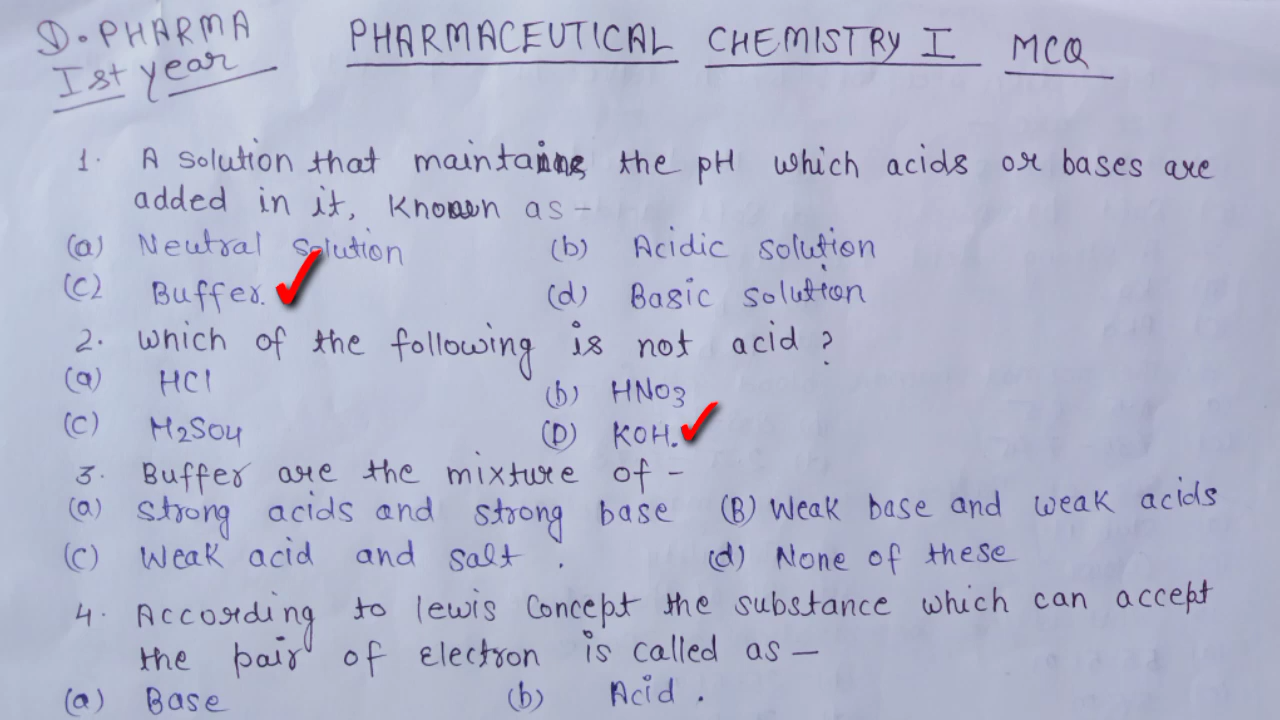 D. PHARMA PHARMACEUTICAL CHEMISTRY I MCQ
Ist year
1. A solution that maintains the pH which acids or bases are
added in it, known as -
(a) Neutral solution (b) Acidic solution
(C) Buffer. (d) Basic solution
2. which of the following is not acid ?
(a) HCl (b) HNO3
(C) H2SO4 (D) KOH.
3. Buffer are the mixture of -
(a) strong acids and strong base (B) Weak base and weak acids
(C) Weak acid and salt . (d) None of these
4. According to lewis Concept the substance which can accept
the pair of electron is called as -
(a) Base (b) Acid .